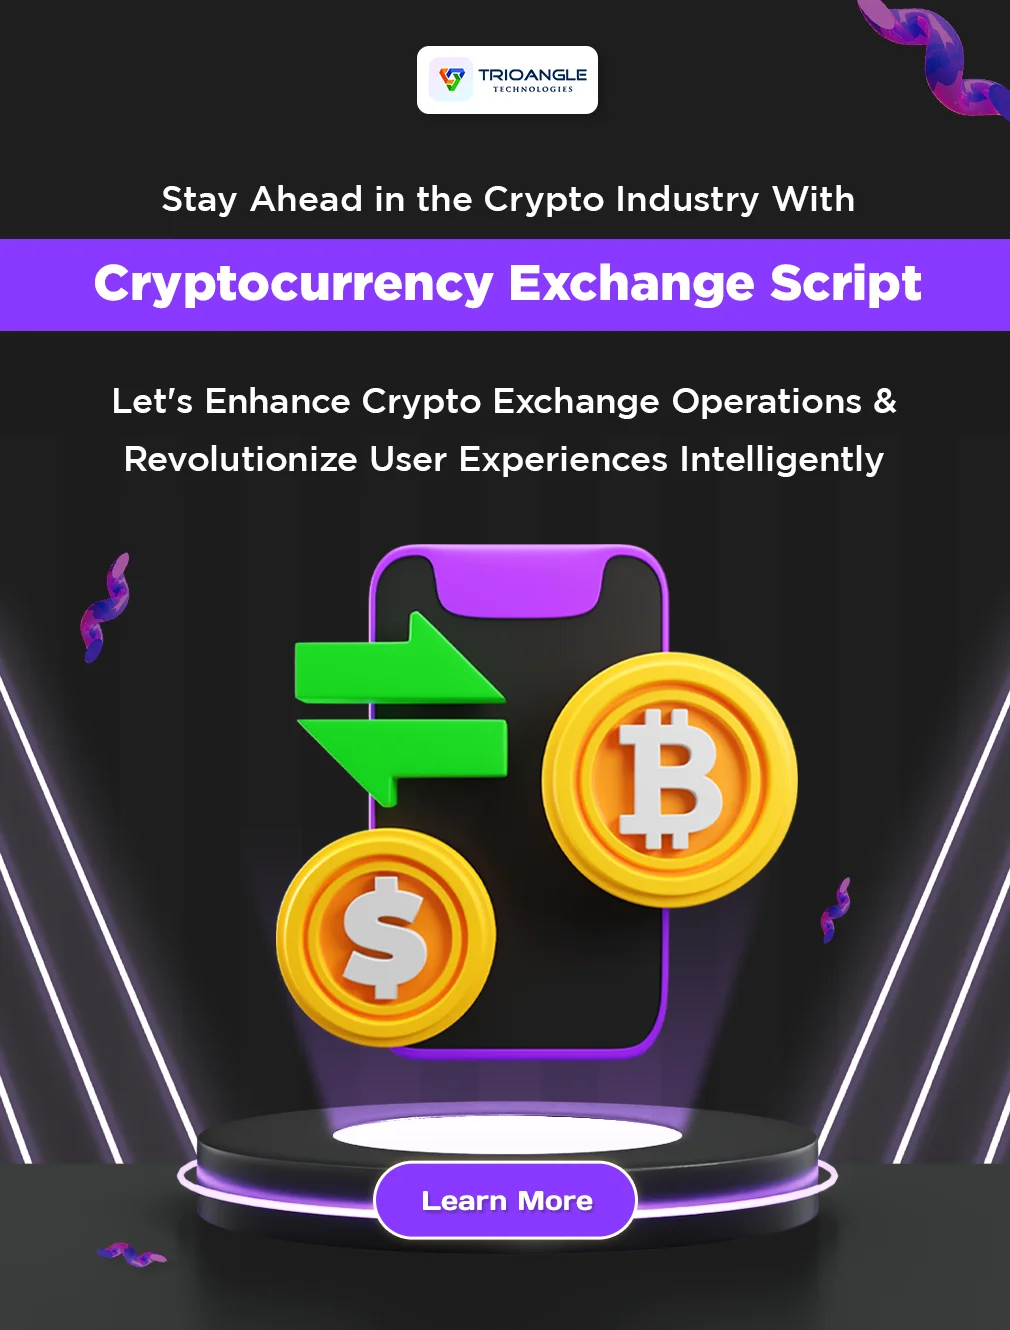 TRIOANGLE
TECHNOLOGIES
Stay Ahead in the Crypto Industry With
Cryptocurrency Exchange Script
Let's Enhance Crypto Exchange Operations &
Revolutionize User Experiences Intelligently
Learn More